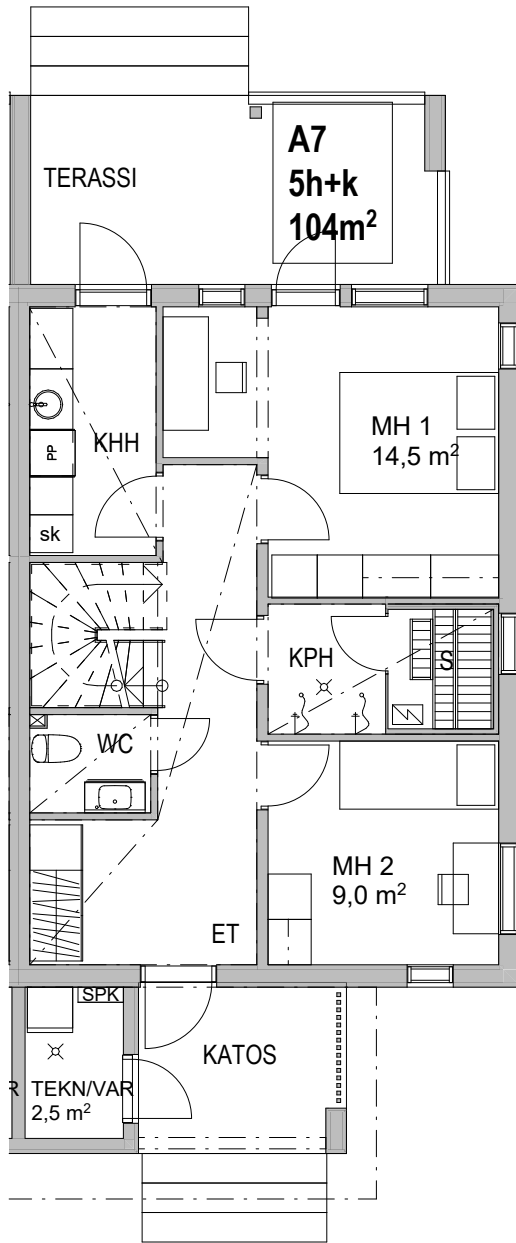 A7
5h+k
104m²
TERASSI
KHH
PP
sk
MH 1
14,5 m²
KPH
S
WC
MH 2
9,0 m²
ET
SPK
KATOS
R
TEKN/VAR
2,5 m²